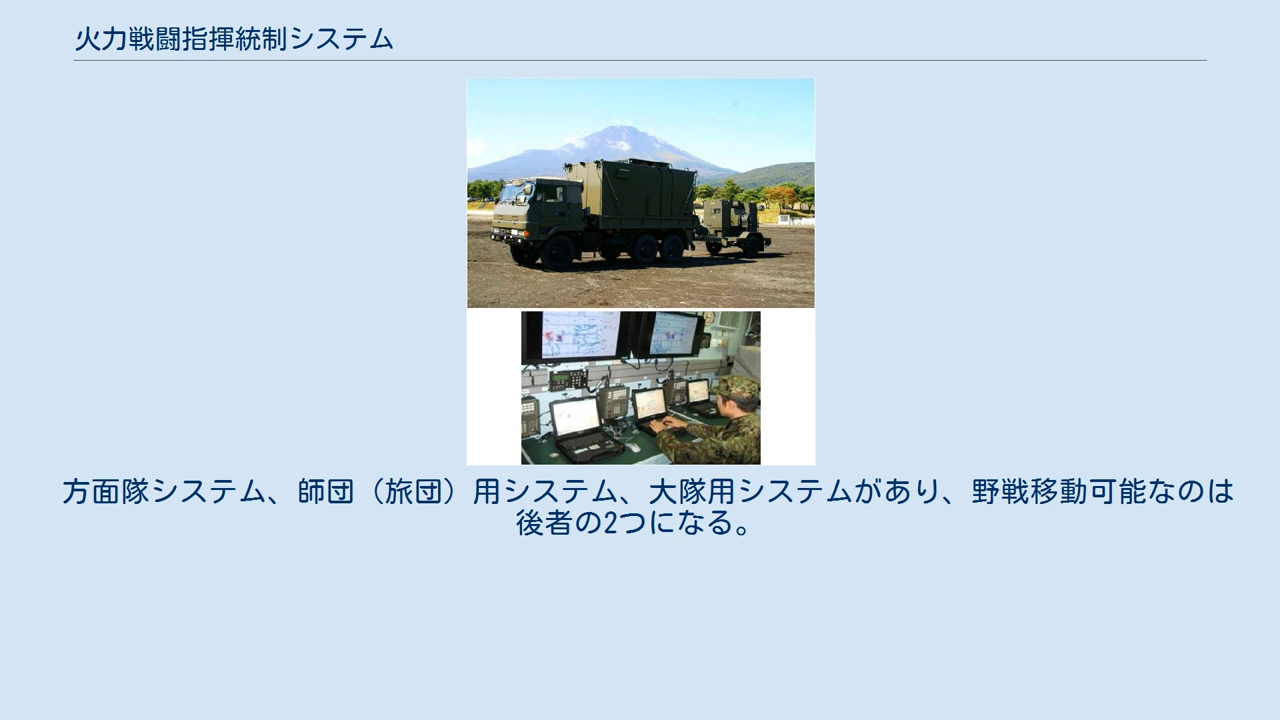 火力戦闘指揮統制システム
方面隊システム、師団（旅団）用システム、大隊用システムがあり、野戦移動可能なのは
後者の2つになる。